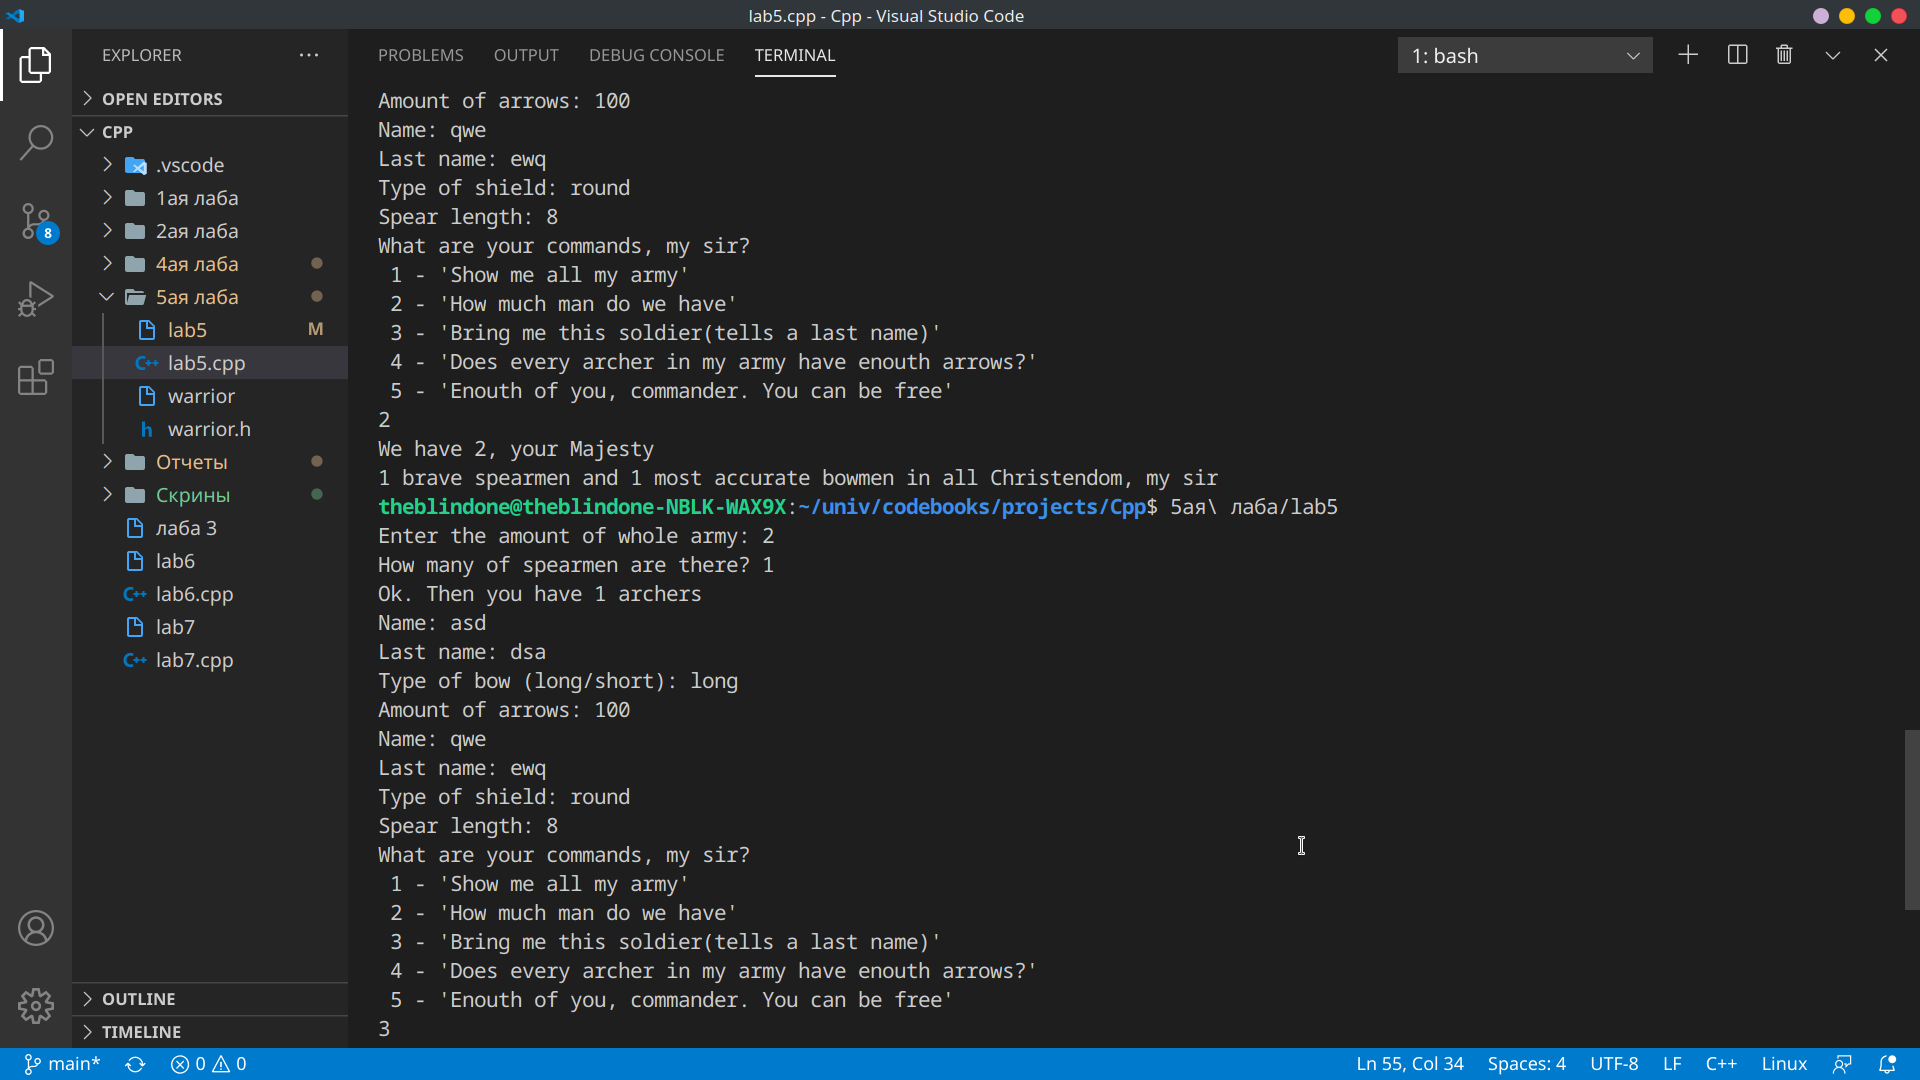 lab5.cpp - Cpp - Visual Studio Code
EXPLORER
OPEN EDITORS
CPP
.vscode
1ая лаба
2ая лаба
4ая лаба
5ая лаба
lab5 M
lab5.cpp
warrior
h warrior.h
Отчеты
Скрины
лаба 3
lab6
C++ lab6.cpp
lab7
C++ lab7.cpp
OUTLINE
TIMELINE
8
PROBLEMS OUTPUT DEBUG CONSOLE TERMINAL
1: bash
Amount of arrows: 100
Name: qwe
Last name: ewq
Type of shield: round
Spear length: 8
What are your commands, my sir?
1 - 'Show me all my army'
2 - 'How much man do we have'
3 - 'Bring me this soldier(tells a last name)'
4 - 'Does every archer in my army have enouth arrows?'
5 - 'Enouth of you, commander. You can be free'
2
We have 2, your Majesty
1 brave spearmen and 1 most accurate bowmen in all Christendom, my sir
theblindone@theblindone-NBLK-WAX9X:~/univ/codebooks/projects/Cpp$ 5ая\ лаба/lab5
Enter the amount of whole army: 2
How many of spearmen are there? 1
Ok. Then you have 1 archers
Name: asd
Last name: dsa
Type of bow (long/short): long
Amount of arrows: 100
Name: qwe
Last name: ewq
Type of shield: round
Spear length: 8
What are your commands, my sir?
1 - 'Show me all my army'
2 - 'How much man do we have'
3 - 'Bring me this soldier(tells a last name)'
4 - 'Does every archer in my army have enouth arrows?'
5 - 'Enouth of you, commander. You can be free'
3
main* 0 0 Ln 55, Col 34 Spaces: 4 UTF-8 LF C++ Linux